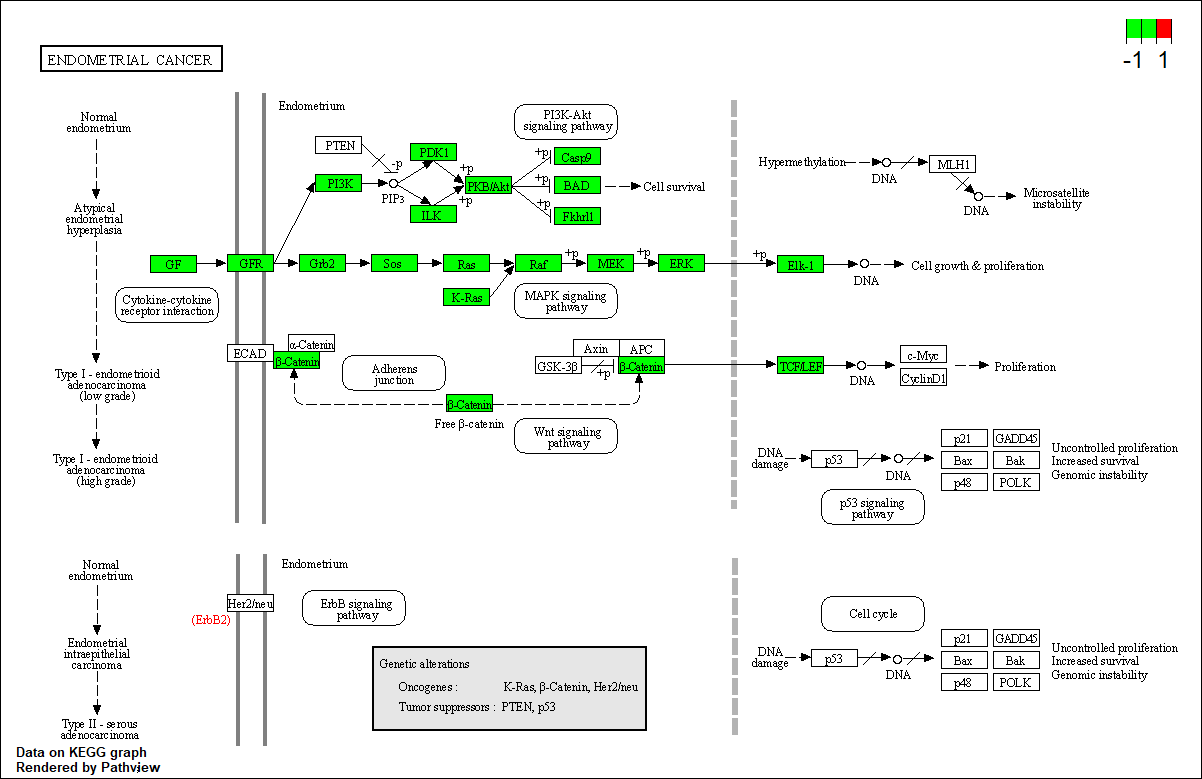 -1 1
ENDOMETRIAL CANCER
Normal
endometrium
Atypical
endometrial
hyperplasia
Type I - endometrioid
adenocarcinoma
(low grade)
Type I - endometrioid
adenocarcinoma
(high grade)
Endometrium
PTEN
-p
PI3K
PIP3
PDK1
ILK
+p
+p
PKB/Akt
PI3K-Akt
signaling pathway
+p
+p
+p
Casp9
BAD
Fkhrl1
Cell survival
Hypermethylation
DNA
MLH1
DNA
Microsatellite
instability
GF
GFR
Grb2
Sos
Ras
Raf
+p
MEK
+p
ERK
+p
Elk-1
DNA
Cell growth & proliferation
K-Ras
Cytokine-cytokine
receptor interaction
MAPK signaling
pathway
ECAD
α-Catenin
β-Catenin
Adherens
junction
Axin
APC
GSK-3β
+p
β-Catenin
TCF/LEF
DNA
c-Myc
CyclinD1
Proliferation
β-Catenin
Free β-catenin
Wnt signaling
pathway
DNA
damage
p53
DNA
p21
GADD45
Bax
Bak
p48
POLK
Uncontrolled proliferation
Increased survival
Genomic instability
p53 signaling
pathway
Normal
endometrium
Endometrial
intraepithelial
carcinoma
Type II - serous
adenocarcinoma
Endometrium
Her2/neu
(ErbB2)
ErbB signaling
pathway
Cell cycle
DNA
damage
p53
DNA
p21
GADD45
Bax
Bak
p48
POLK
Uncontrolled proliferation
Increased survival
Genomic instability
Genetic alterations
Oncogenes : K-Ras, β-Catenin, Her2/neu
Tumor suppressors : PTEN, p53
Data on KEGG graph
Rendered by Pathview